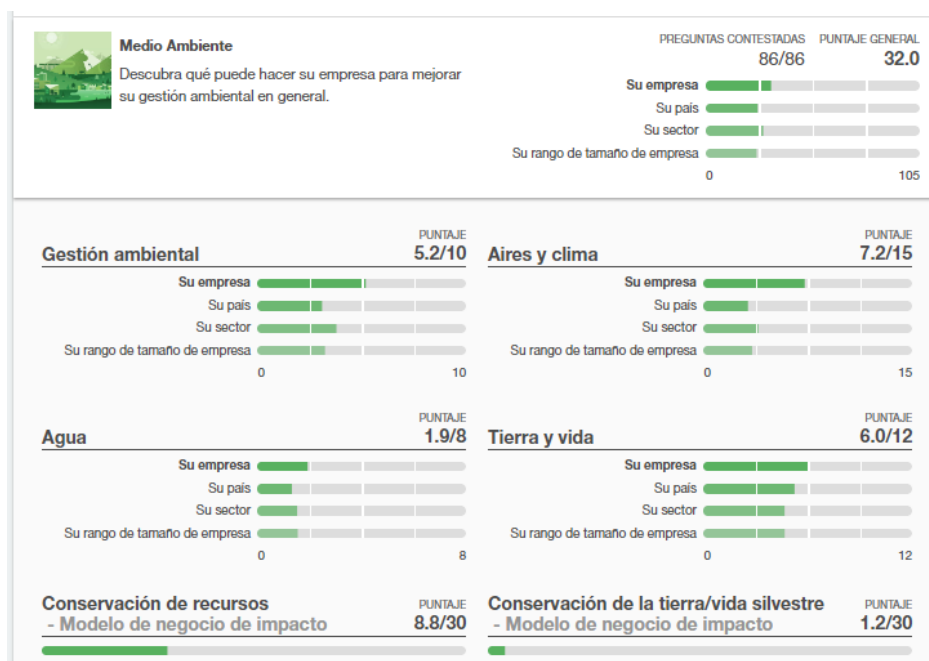 Medio Ambiente
Descubra qué puede hacer su empresa para mejorar
su gestión ambiental en general.
PREGUNTAS CONTESTADAS PUNTAJE GENERAL
86/86 32.0
Su empresa
Su país
Su sector
Su rango de tamaño de empresa
0 105
Gestión ambiental
PUNTAJE
5.2/10
Su empresa
Su país
Su sector
Su rango de tamaño de empresa
0 10
Aires y clima
PUNTAJE
7.2/15
Su empresa
Su país
Su sector
Su rango de tamaño de empresa
0 15
Agua
PUNTAJE
1.9/8
Su empresa
Su país
Su sector
Su rango de tamaño de empresa
0 8
Tierra y vida
PUNTAJE
6.0/12
Su empresa
Su país
Su sector
Su rango de tamaño de empresa
0 12
Conservación de recursos
- Modelo de negocio de impacto
PUNTAJE
8.8/30
Conservación de la tierra/vida silvestre
- Modelo de negocio de impacto
PUNTAJE
1.2/30